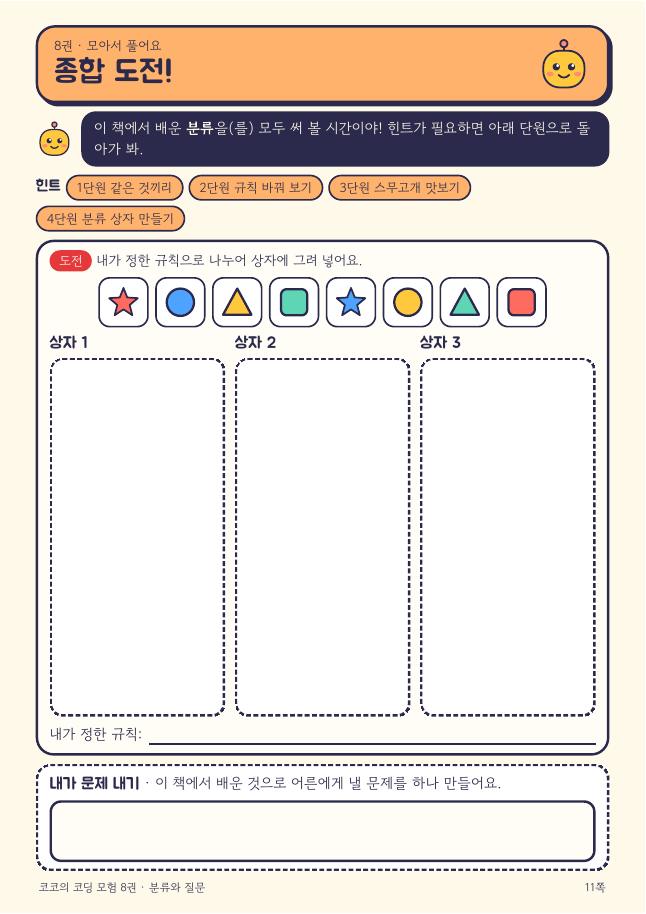 8권 · 모아서 풀어요
종합 도전!
이 책에서 배운 분류을(를) 모두 써 볼 시간이야! 힌트가 필요하면 아래 단원으로 돌
아가 봐.
힌트 1단원 같은 것끼리 2단원 규칙 바꿔 보기 3단원 스무고개 맛보기
4단원 분류 상자 만들기
도전 내가 정한 규칙으로 나누어 상자에 그려 넣어요.
상자 1 상자 2 상자 3
내가 정한 규칙:
내가 문제 내기 · 이 책에서 배운 것으로 어른에게 낼 문제를 하나 만들어요.
코코의 코딩 모험 8권 · 분류와 질문 11쪽